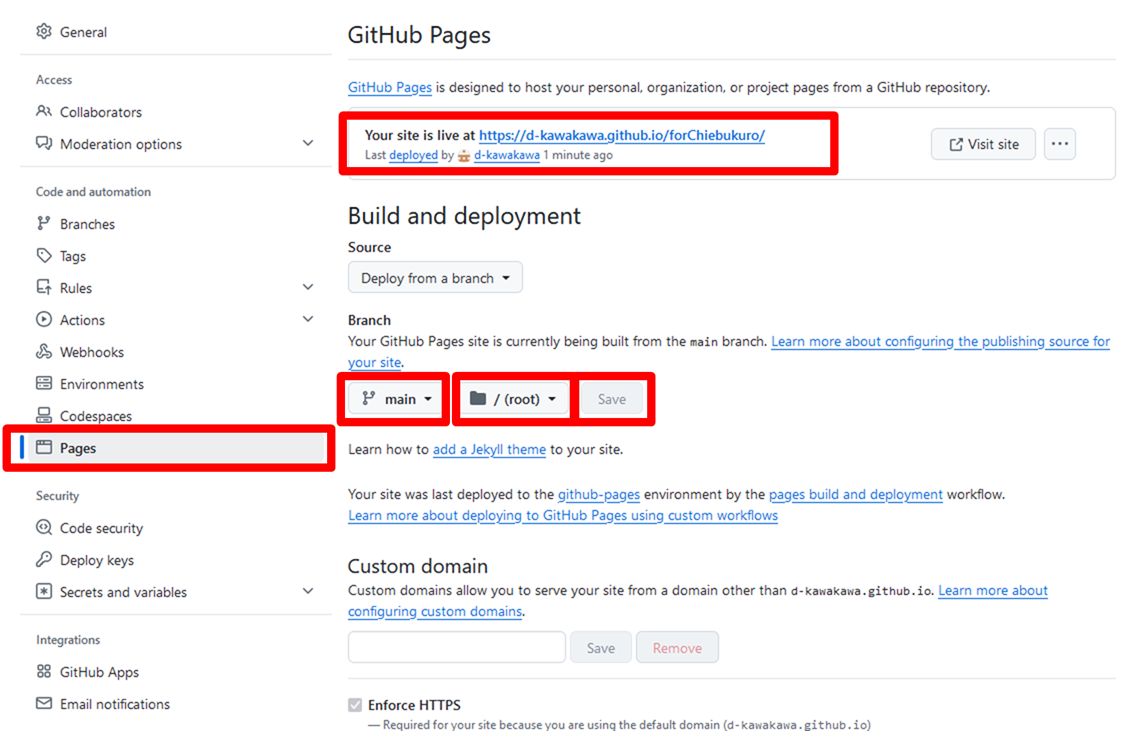 General
Access
Collaborators
Moderation options
Code and automation
Branches
Tags
Rules
Actions
Webhooks
Environments
Codespaces
Pages
Security
Code security
Deploy keys
Secrets and variables
Integrations
GitHub Apps
Email notifications
GitHub Pages
GitHub Pages is designed to host your personal, organization, or project pages from a GitHub repository.
Your site is live at https://d-kawakawa.github.io/forChiebukuro/
Last deployed by d-kawakawa 1 minute ago
Visit site
Build and deployment
Source
Deploy from a branch
Branch
Your GitHub Pages site is currently being built from the main branch. Learn more about configuring the publishing source for
your site.
main
/ (root)
Save
Learn how to add a Jekyll theme to your site.
Your site was last deployed to the github-pages environment by the pages build and deployment workflow.
Learn more about deploying to GitHub Pages using custom workflows
Custom domain
Custom domains allow you to serve your site from a domain other than d-kawakawa.github.io. Learn more about
configuring custom domains.
Save
Remove
Enforce HTTPS
— Required for your site because you are using the default domain (d-kawakawa.github.io)